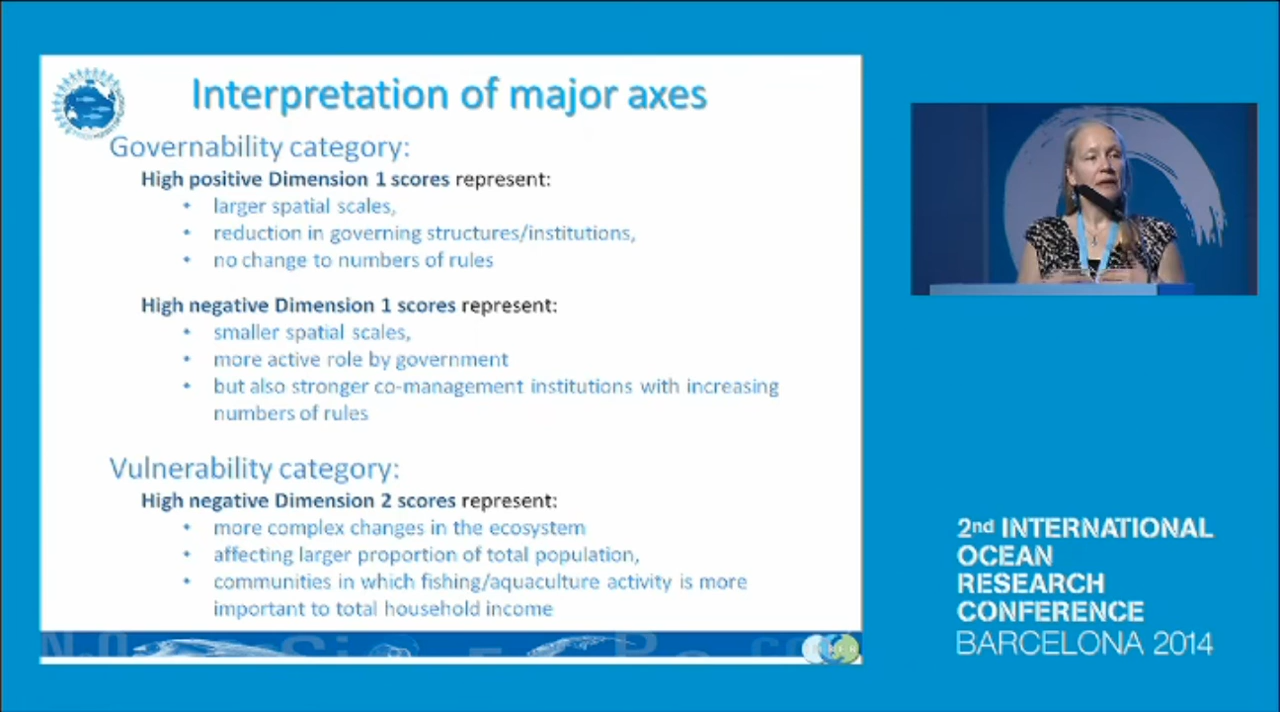 Interpretation of major axes
Governability category:
High positive Dimension 1 scores represent:
• larger spatial scales,
• reduction in governing structures/institutions,
• no change to numbers of rules
High negative Dimension 1 scores represent:
• smaller spatial scales,
• more active role by government
• but also stronger co-management institutions with increasing
numbers of rules
Vulnerability category:
High negative Dimension 2 scores represent:
• more complex changes in the ecosystem
• affecting larger proportion of total population,
• communities in which fishing/aquaculture activity is more
important to total household income
2nd INTERNATIONAL
OCEAN
RESEARCH
CONFERENCE
BARCELONA 2014